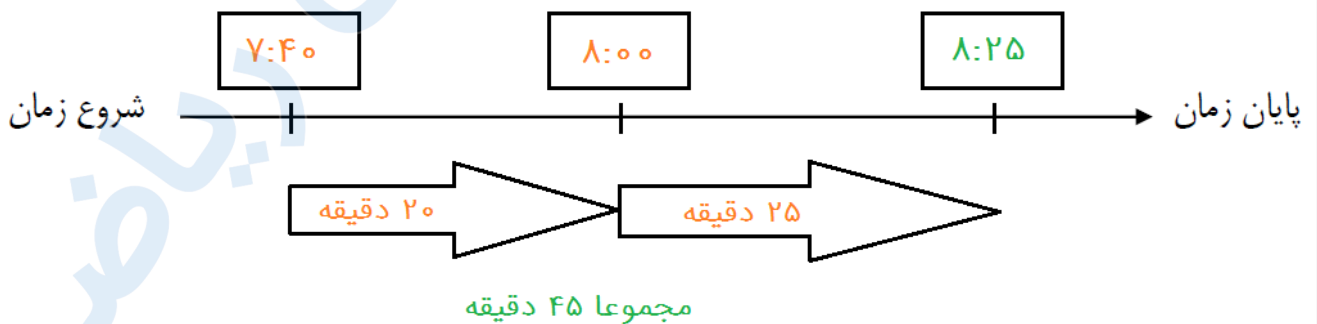 ۷:۴۰
۸:۰۰
۸:۲۵
شروع زمان
پایان زمان
۲۰ دقیقه
۲۵ دقیقه
مجموعا ۴۵ دقیقه